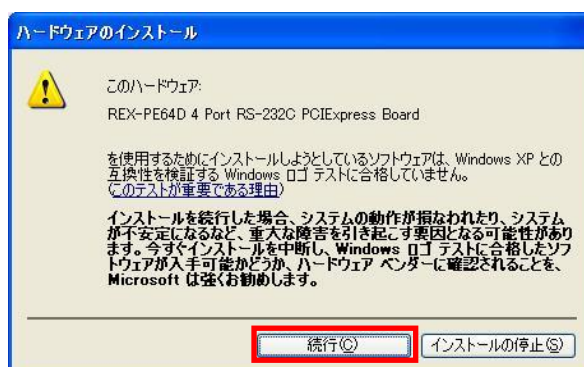 ハードウェアのインストール
このハードウェア:
REX-PE64D 4 Port RS-232C PCIExpress Board
を使用するためにインストールしようとしているソフトウェアは、Windows XP との
互換性を検証する Windows ロゴ テストに合格していません。
(このテストが重要である理由)
インストールを続行した場合、システムの動作が損なわれたり、システム
が不安定になるなど、重大な障害を引き起こす要因となる可能性があり
ます。今すぐインストールを中断し、Windows ロゴ テストに合格したソフ
トウェアが入手可能かどうか、ハードウェア ベンダーに確認されることを、
Microsoft は強くお勧めします。
続行(C)
インストールの停止(S)